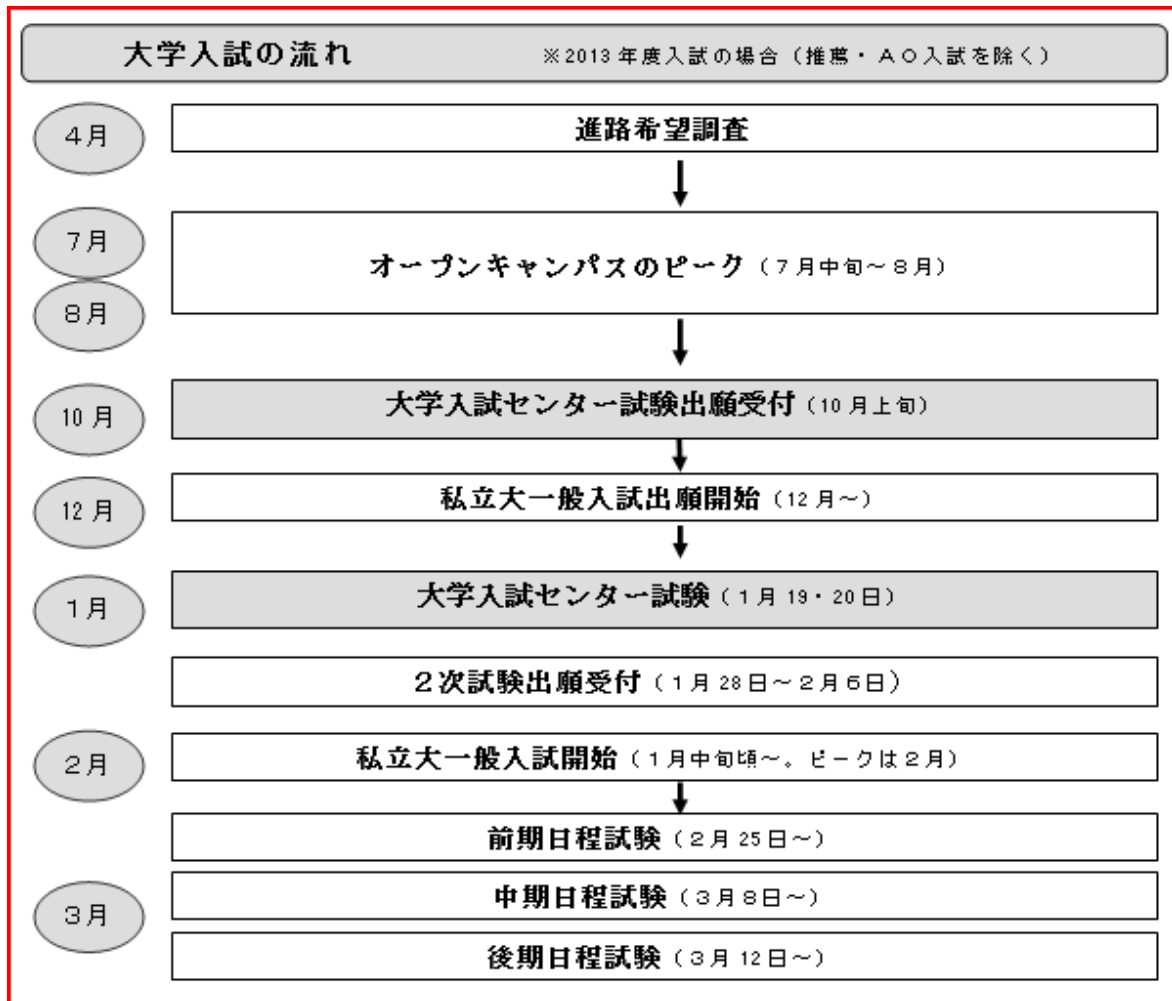 大学入試の流れ ※2013年度入試の場合（推薦・ＡＯ入試を除く）
４月 進路希望調査
７月
オープンキャンパスのピーク（７月中旬～８月）
８月
10月 大学入試センター試験出願受付（10月上旬）
12月 私立大一般入試出願開始（12月～）
１月 大学入試センター試験（１月19・20日）
２次試験出願受付（１月28日～２月６日）
２月 私立大一般入試開始（１月中旬頃～。ピークは２月）
前期日程試験（２月25日～）
３月 中期日程試験（３月８日～）
後期日程試験（３月12日～）